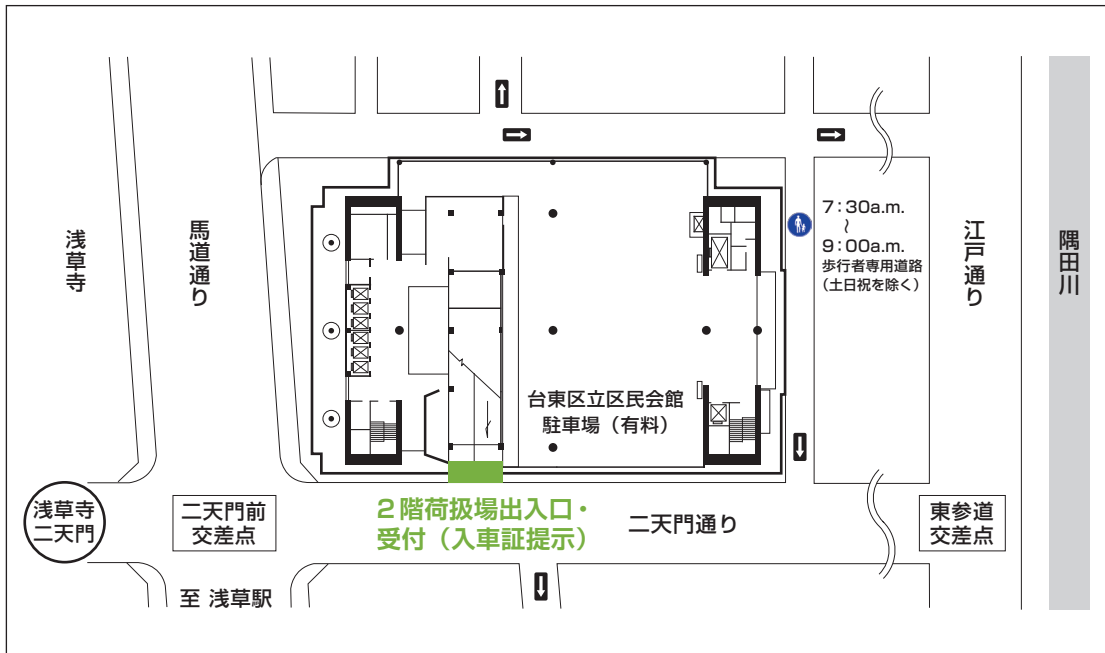 浅草寺
馬道通り
7：30a.m.
〜
9：00a.m.
歩行者専用道路
（土日祝を除く）
江戸通り
隅田川
台東区立区民会館
駐車場（有料）
浅草寺
二天門
二天門前
交差点
2階荷扱場出入口・
受付（入車証提示）
二天門通り
東参道
交差点
至 浅草駅